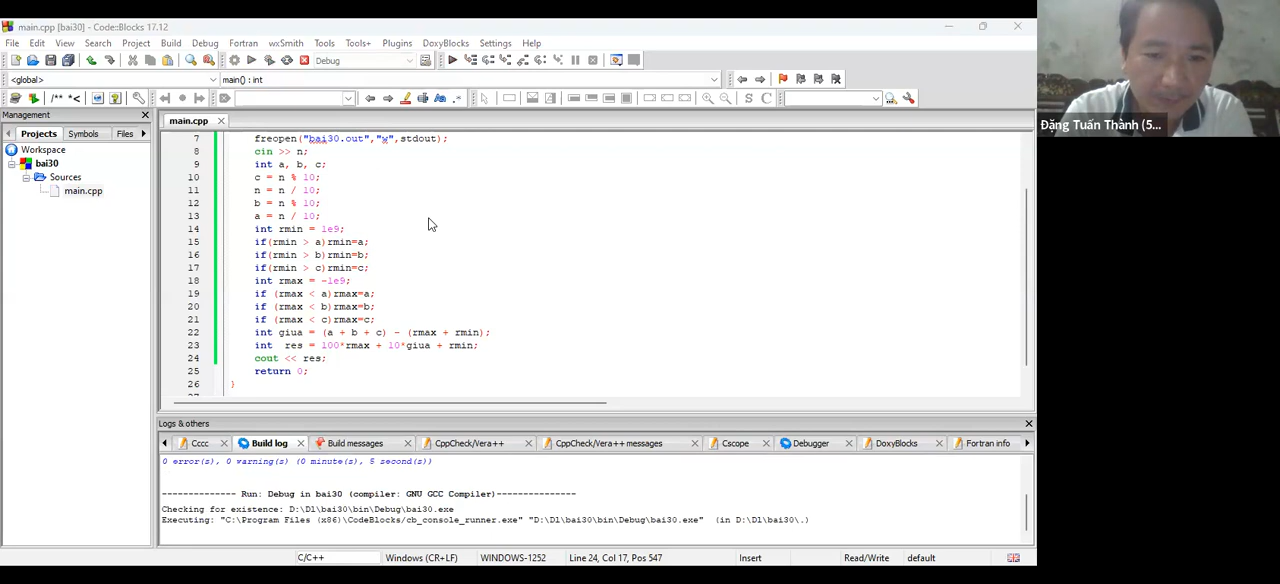 main.cpp [bai30] - Code::Blocks 17.12
File Edit View Search Project Build Debug Fortran wxSmith Tools Tools+ Plugins DoxyBlocks Settings Help
Debug
<global>
main() : int
/** *<
S C
Management
Projects Symbols Files
Workspace
bai30
Sources
main.cpp
main.cpp
7 freopen("bai30.out","w",stdout);
8 cin >> n;
9 int a, b, c;
10 c = n % 10;
11 n = n / 10;
12 b = n % 10;
13 a = n / 10;
14 int rmin = 1e9;
15 if(rmin > a)rmin=a;
16 if(rmin > b)rmin=b;
17 if(rmin > c)rmin=c;
18 int rmax = -1e9;
19 if (rmax < a)rmax=a;
20 if (rmax < b)rmax=b;
21 if (rmax < c)rmax=c;
22 int giua = (a + b + c) - (rmax + rmin);
23 int  res = 100*rmax + 10*giua + rmin;
24 cout << res;
25 return 0;
26 }
Logs & others
Cccc Build log Build messages CppCheck/Vera++ CppCheck/Vera++ messages Cscope Debugger DoxyBlocks Fortran info
0 error(s), 0 warning(s) (0 minute(s), 5 second(s))
-------------- Run: Debug in bai30 (compiler: GNU GCC Compiler)---------------
Checking for existence: D:\Dl\bai30\bin\Debug\bai30.exe
Executing: "C:\Program Files (x86)\CodeBlocks/cb_console_runner.exe" "D:\Dl\bai30\bin\Debug\bai30.exe"  (in D:\Dl\bai30\.)
C/C++ Windows (CR+LF) WINDOWS-1252 Line 24, Col 17, Pos 547 Insert Read/Write default
Đặng Tuấn Thành (5...